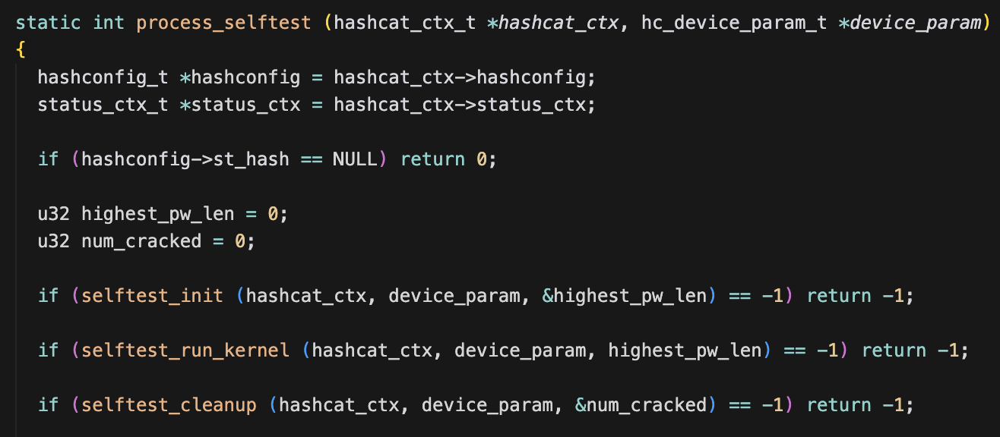 static int process_selftest (hashcat_ctx_t *hashcat_ctx, hc_device_param_t *device_param)
{
  hashconfig_t *hashconfig = hashcat_ctx->hashconfig;
  status_ctx_t *status_ctx = hashcat_ctx->status_ctx;

  if (hashconfig->st_hash == NULL) return 0;

  u32 highest_pw_len = 0;
  u32 num_cracked = 0;

  if (selftest_init (hashcat_ctx, device_param, &highest_pw_len) == -1) return -1;

  if (selftest_run_kernel (hashcat_ctx, device_param, highest_pw_len) == -1) return -1;

  if (selftest_cleanup (hashcat_ctx, device_param, &num_cracked) == -1) return -1;